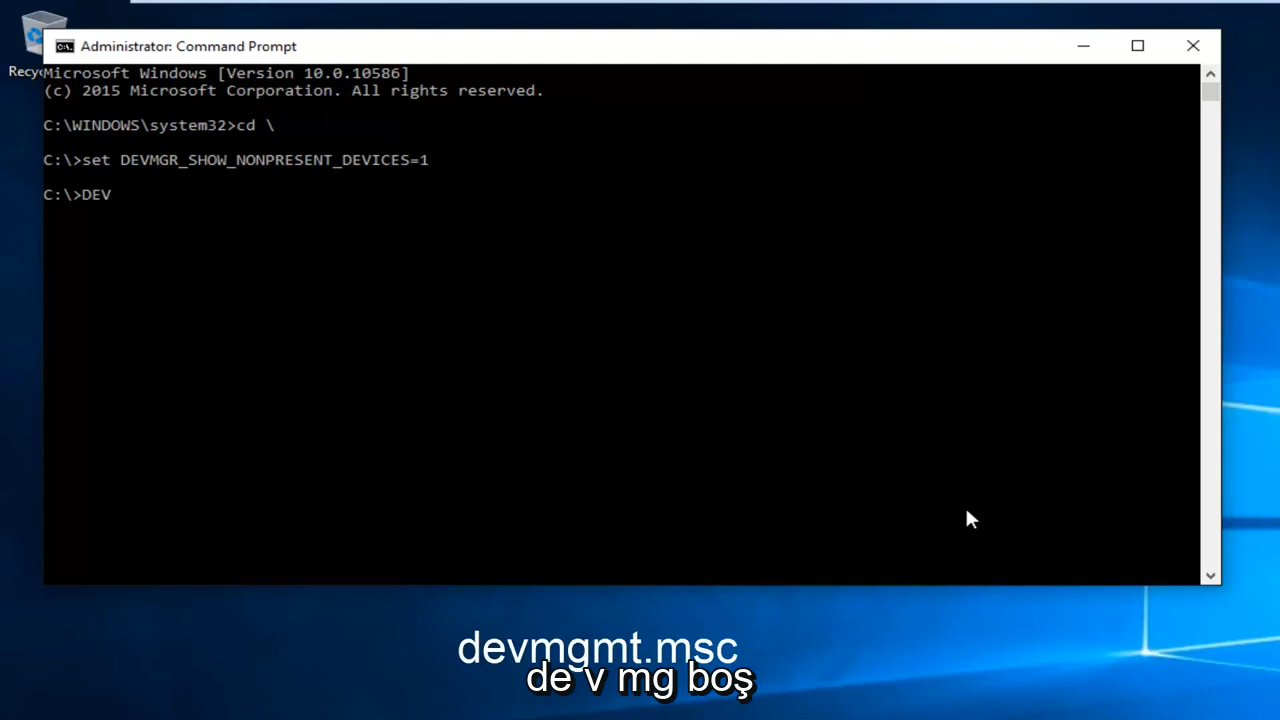 Administrator: Command Prompt
Recyc
Microsoft Windows [Version 10.0.10586]
(c) 2015 Microsoft Corporation. All rights reserved.
C:\WINDOWS\system32>cd \
C:\>set DEVMGR_SHOW_NONPRESENT_DEVICES=1
C:\>DEV
devmgmt.msc
de v mg boş